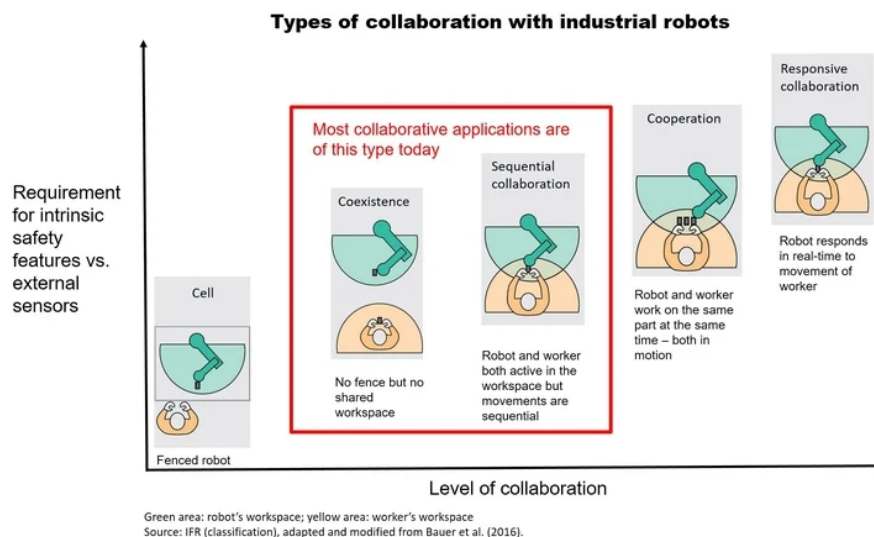 Types of collaboration with industrial robots
Responsive
collaboration
Cooperation
Most collaborative applications are
of this type today
Sequential
collaboration
Requirement
for intrinsic
safety
features vs.
external
sensors
Coexistence
Robot responds
in real-time to
movement of
worker
Cell
Robot and worker
work on the same
part at the same
time – both in
motion
No fence but no
shared
workspace
Robot and worker
both active in the
workspace but
movements are
sequential
Fenced robot
Level of collaboration
Green area: robot's workspace; yellow area: worker's workspace
Source: IFR (classification), adapted and modified from Bauer et al. (2016).